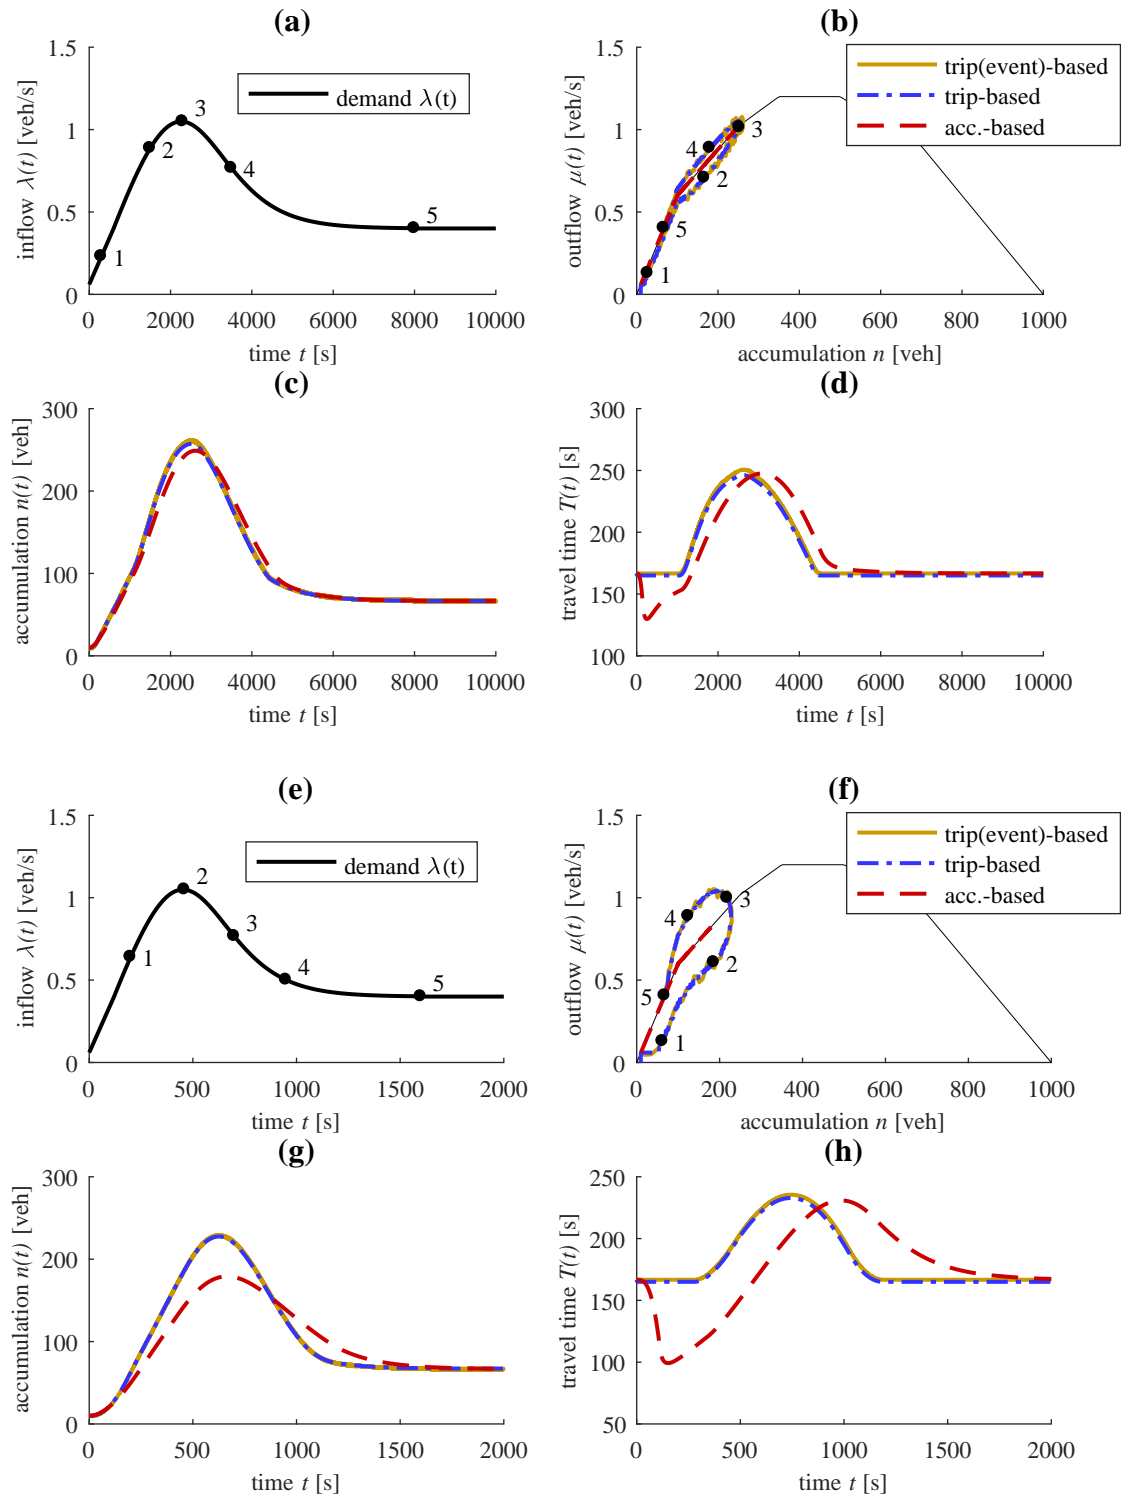 (a)
inflow λ(t) [veh/s]
1.5
1
0.5
0
demand λ(t)
1
2
3
4
5
0 2000 4000 6000 8000 10000
time t [s]
(b)
outflow μ(t) [veh/s]
1.5
1
0.5
0
trip(event)-based
trip-based
acc.-based
4
3
2
5
1
0 200 400 600 800 1000
accumulation n [veh]
(c)
accumulation n(t) [veh]
300
200
100
0
0 2000 4000 6000 8000 10000
time t [s]
(d)
travel time T(t) [s]
300
250
200
150
100
0 2000 4000 6000 8000 10000
time t [s]
(e)
inflow λ(t) [veh/s]
1.5
1
0.5
0
demand λ(t)
1
2
3
4
5
0 500 1000 1500 2000
time t [s]
(f)
outflow μ(t) [veh/s]
1.5
1
0.5
0
trip(event)-based
trip-based
acc.-based
4
3
2
5
1
0 200 400 600 800 1000
accumulation n [veh]
(g)
accumulation n(t) [veh]
300
200
100
0
0 500 1000 1500 2000
time t [s]
(h)
travel time T(t) [s]
250
200
150
100
50
0 500 1000 1500 2000
time t [s]